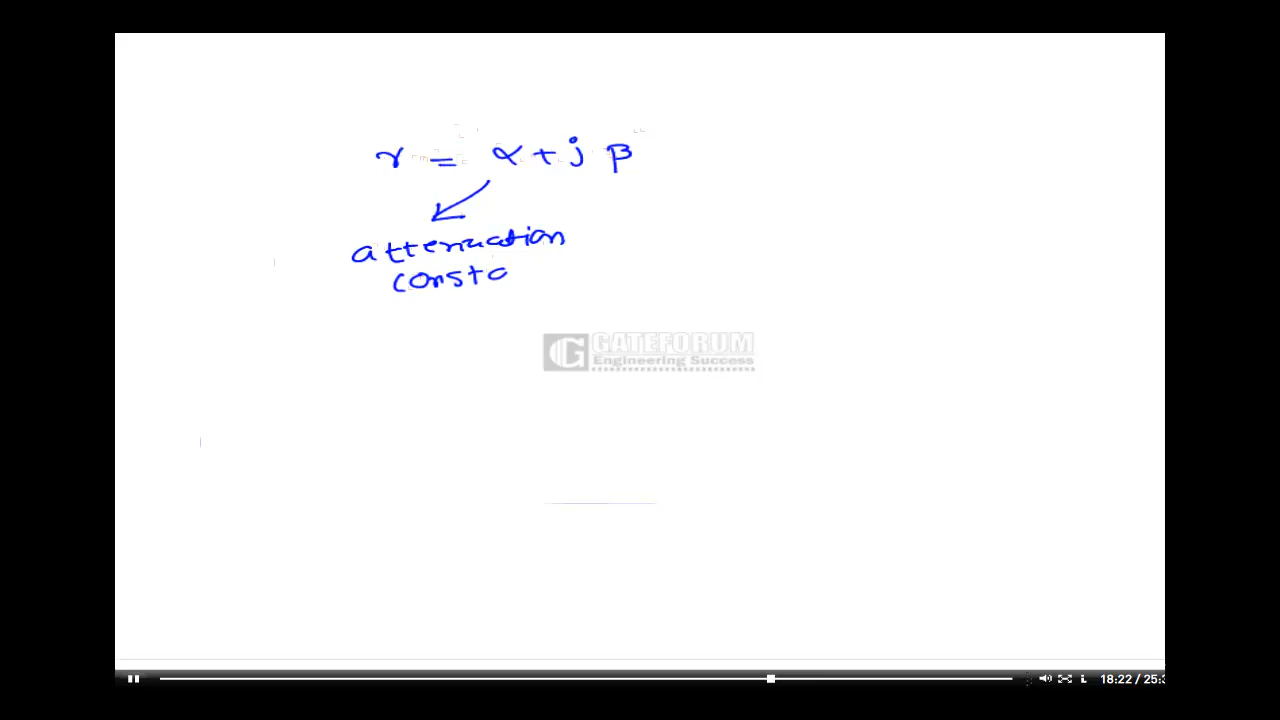 γ = α + j β
attenuation
consta
GATEFORUM
Engineering Success
18:22 / 25:3